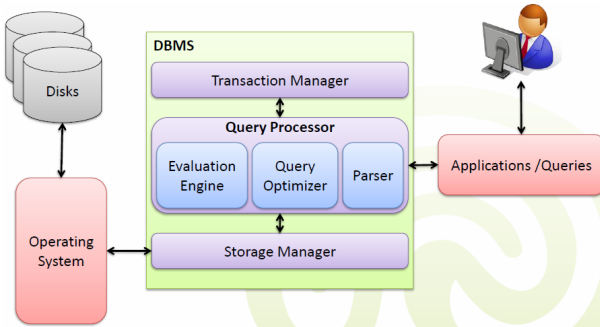 DBMS
Disks
Transaction Manager
Query Processor
Evaluation
Engine
Query
Optimizer
Parser
Applications /Queries
Operating
System
Storage Manager